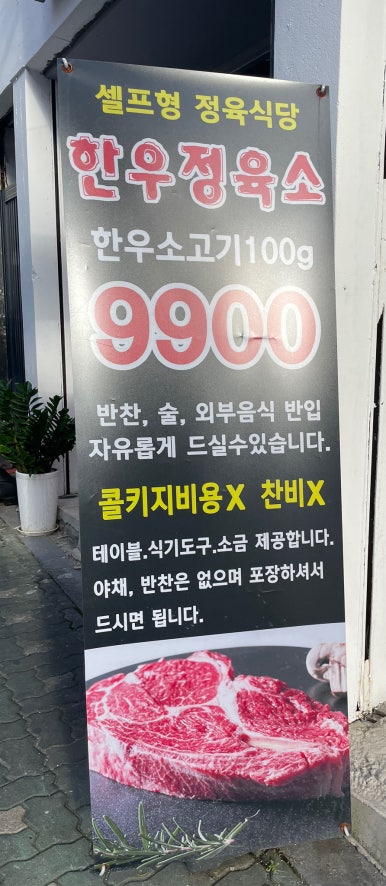 셀프형 정육식당
한우정육소
한우소고기100g
9900
반찬, 술, 외부음식 반입
자유롭게 드실수있습니다.
콜키지비용X 찬비X
테이블.식기도구.소금 제공합니다.
야채, 반찬은 없으며 포장하셔서
드시면 됩니다.